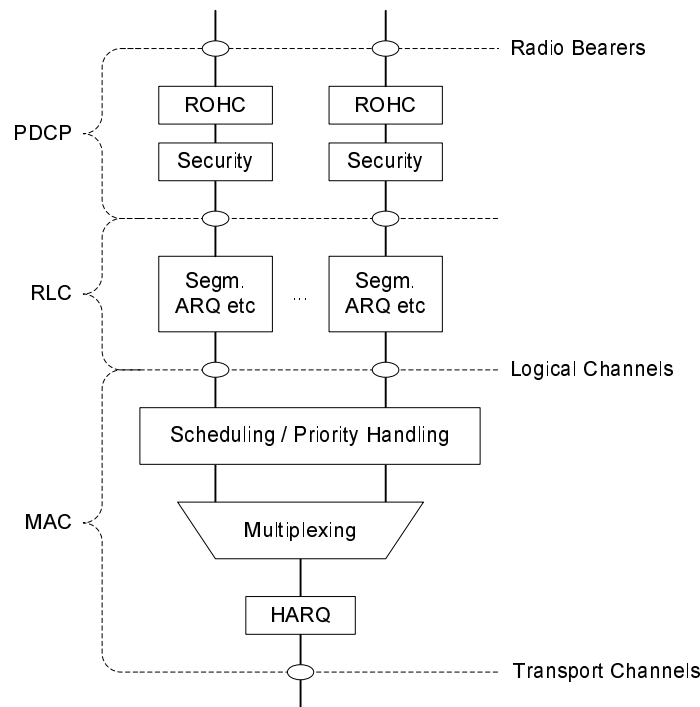 Radio Bearers
ROHC
ROHC
PDCP
Security
Security
Segm.
ARQ etc
...
Segm.
ARQ etc
RLC
Logical Channels
Scheduling / Priority Handling
MAC
Multiplexing
HARQ
Transport Channels